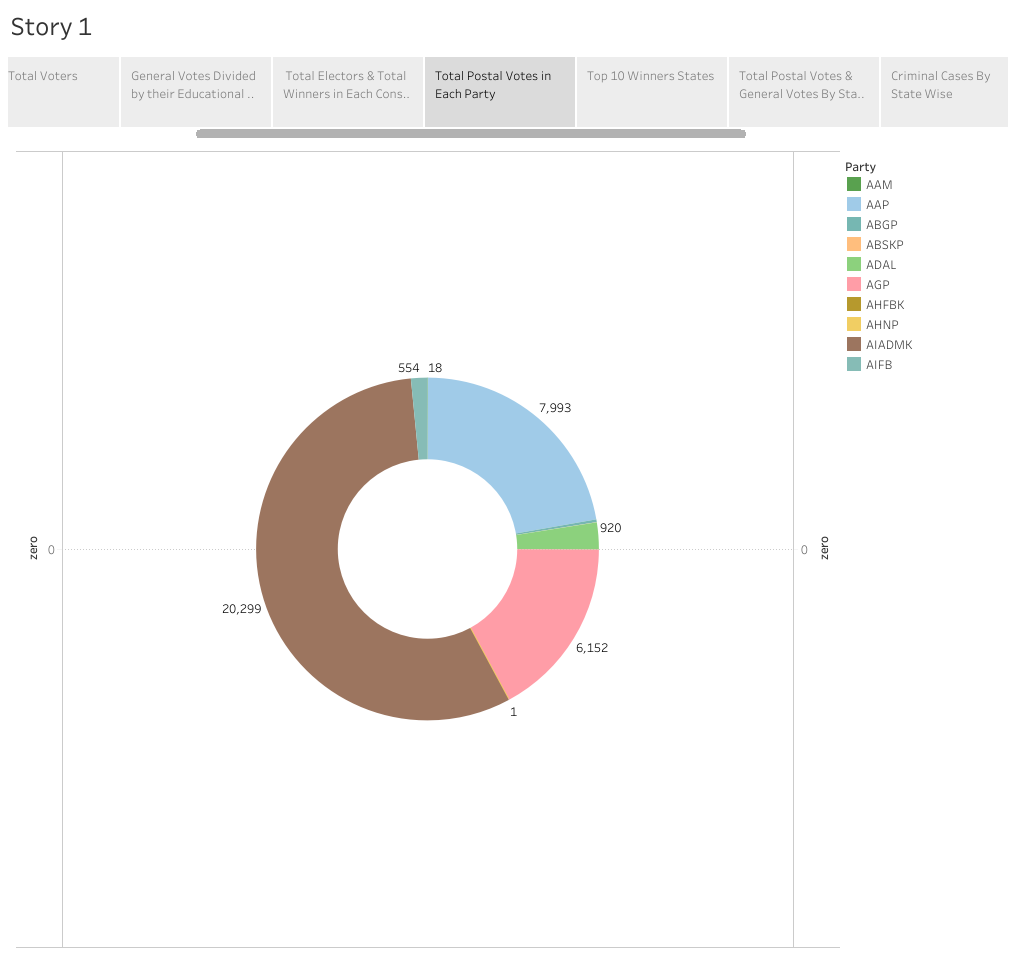 Story 1
Total Voters
General Votes Divided
by their Educational ..
Total Electors & Total
Winners in Each Cons..
Total Postal Votes in
Each Party
Top 10 Winners States
Total Postal Votes &
General Votes By Sta..
Criminal Cases By
State Wise
Party
AAM
AAP
ABGP
ABSKP
ADAL
AGP
AHFBK
AHNP
AIADMK
AIFB
554
18
7,993
920
zero
0
0
zero
20,299
6,152
1